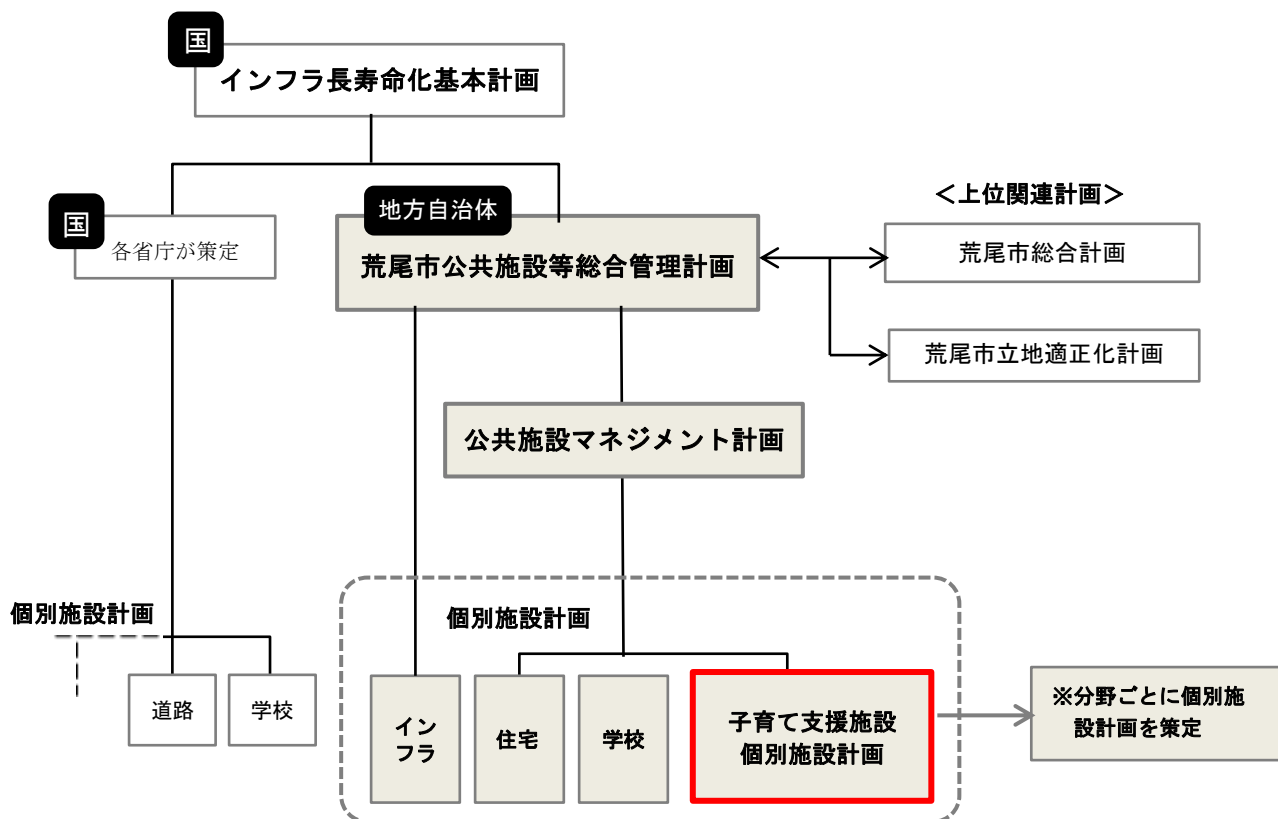 国
インフラ長寿命化基本計画
国
各省庁が策定
地方自治体
荒尾市公共施設等総合管理計画
＜上位関連計画＞
荒尾市総合計画
荒尾市立地適正化計画
公共施設マネジメント計画
個別施設計画
道路
学校
個別施設計画
イン
フラ
住宅
学校
子育て支援施設
個別施設計画
※分野ごとに個別施
設計画を策定